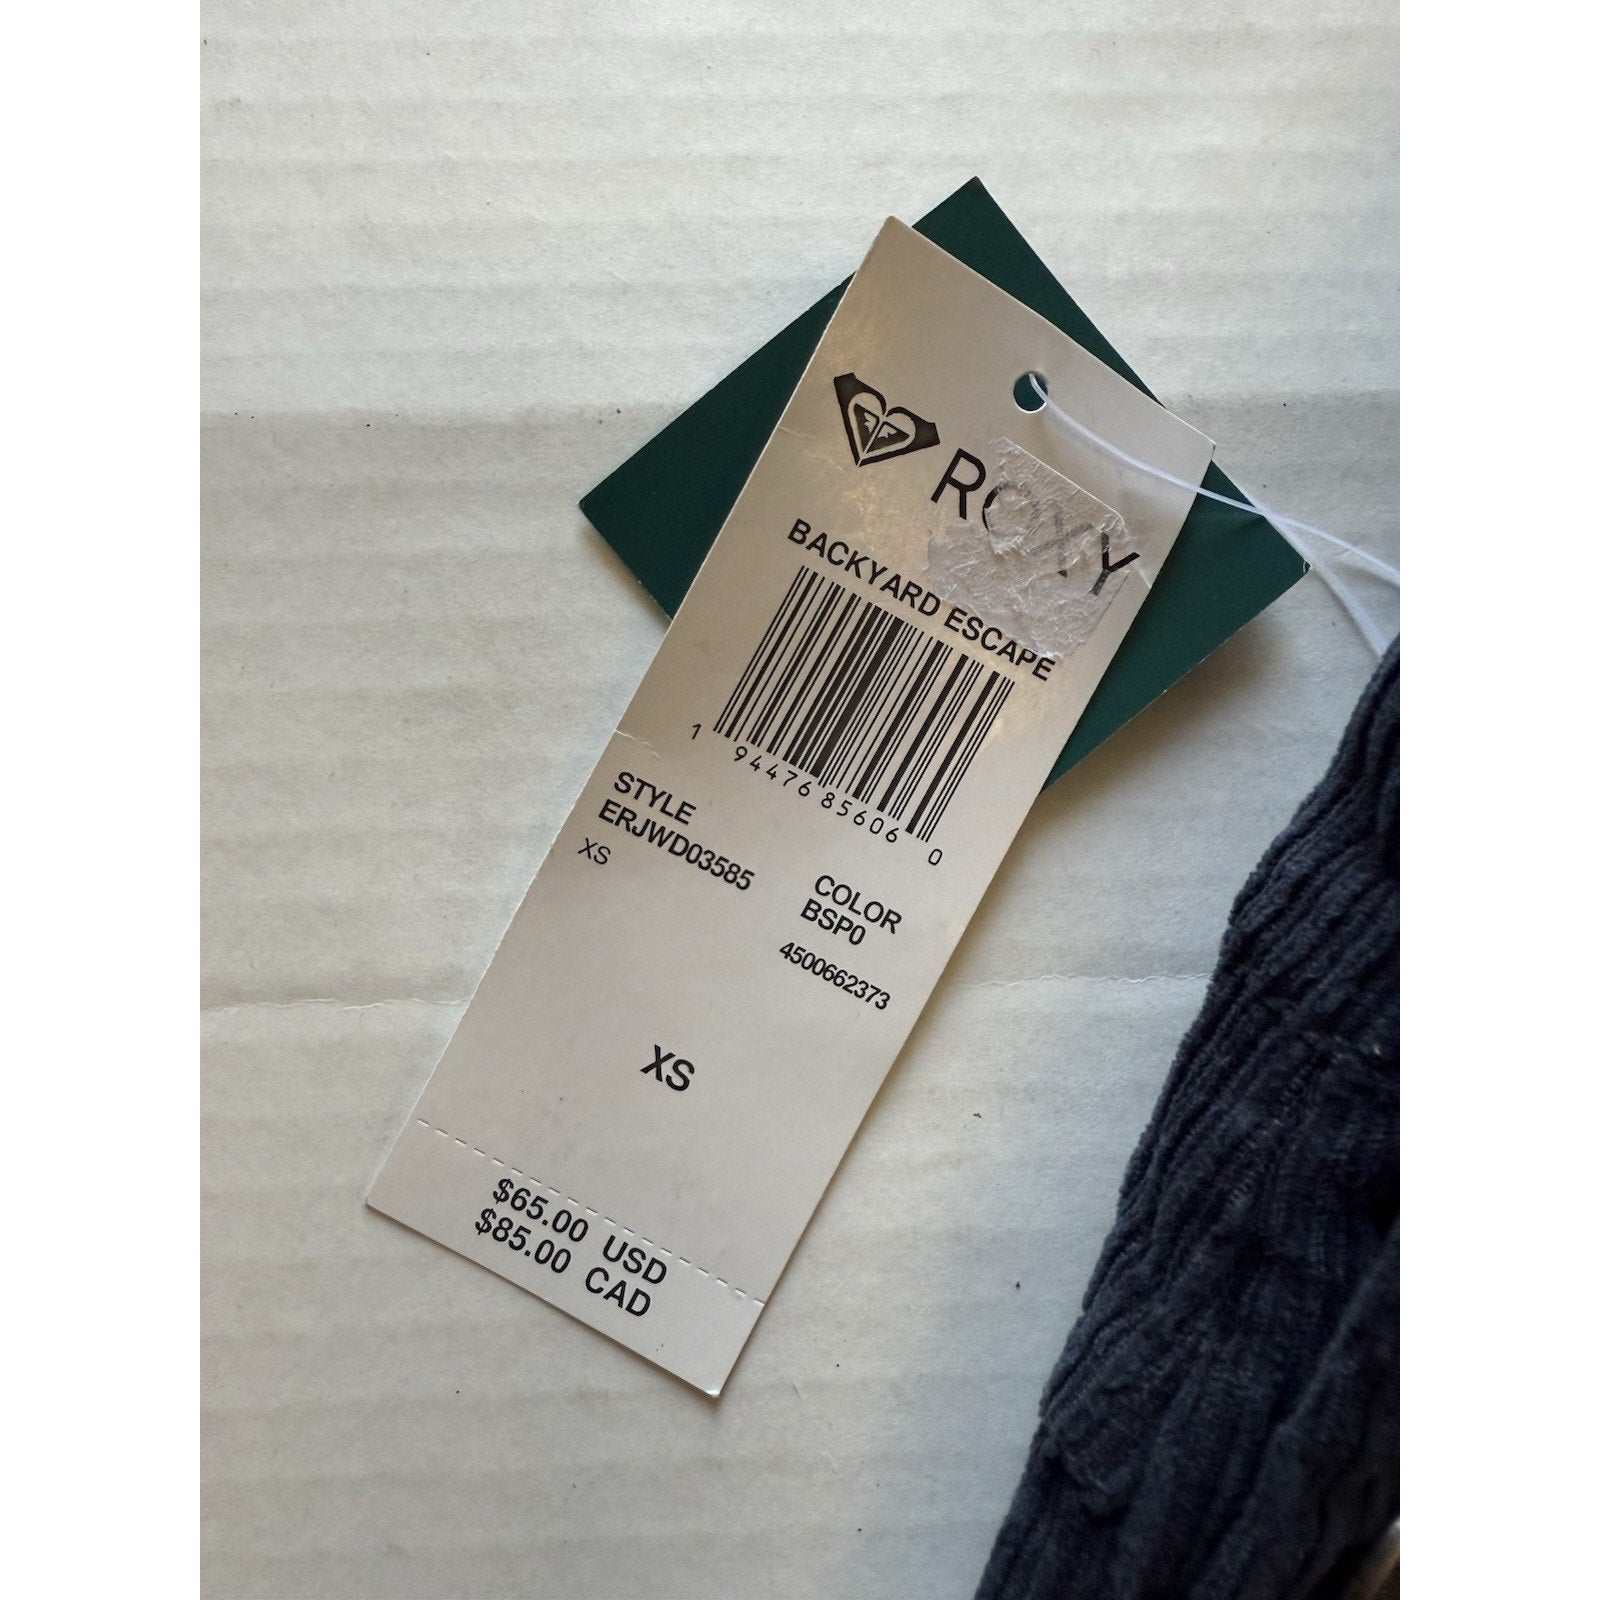 ROXY
BACKYARD ESCAPE
1 94476 85606 0
STYLE
ERJWD03585
XS
COLOR
BSP0
4500662373
XS
$65.00 USD
$85.00 CAD